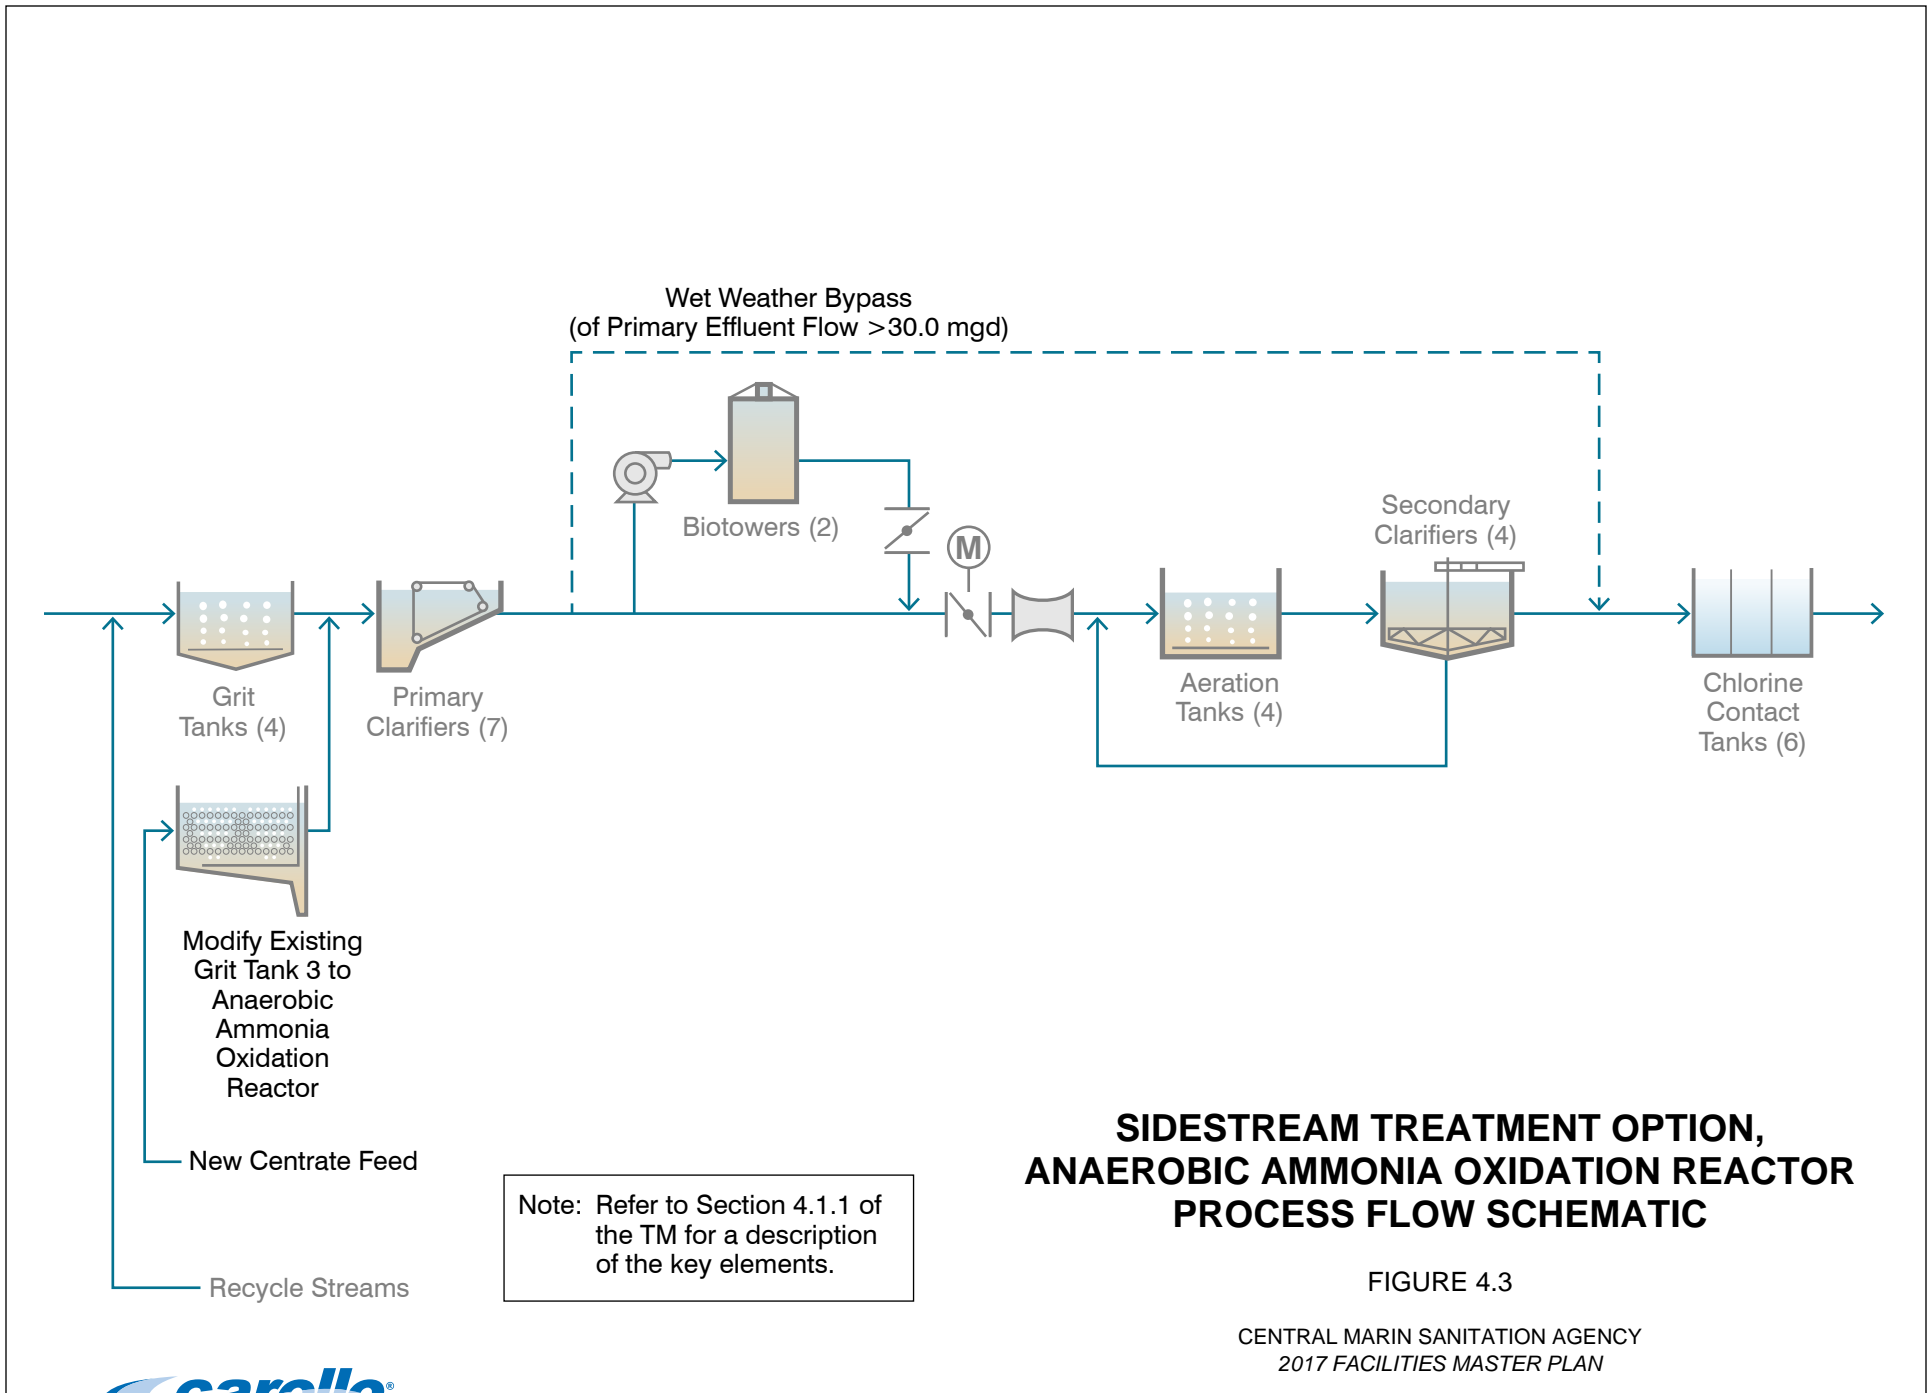 Wet Weather Bypass
(of Primary Effluent Flow >30.0 mgd)
Biotowers (2)
M
Secondary
Clarifiers (4)
Grit
Tanks (4)
Primary
Clarifiers (7)
Aeration
Tanks (4)
Chlorine
Contact
Tanks (6)
Modify Existing
Grit Tank 3 to
Anaerobic
Ammonia
Oxidation
Reactor
New Centrate Feed
Recycle Streams
Note: Refer to Section 4.1.1 of
the TM for a description
of the key elements.
SIDESTREAM TREATMENT OPTION,
ANAEROBIC AMMONIA OXIDATION REACTOR
PROCESS FLOW SCHEMATIC
FIGURE 4.3
CENTRAL MARIN SANITATION AGENCY
2017 FACILITIES MASTER PLAN
carollo®